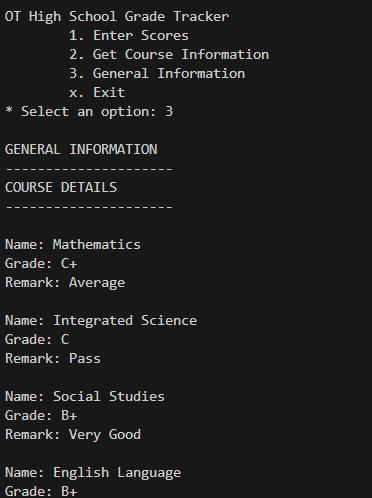 OT High School Grade Tracker
1. Enter Scores
2. Get Course Information
3. General Information
x. Exit
* Select an option: 3
GENERAL INFORMATION
---------------------
COURSE DETAILS
---------------------
Name: Mathematics
Grade: C+
Remark: Average
Name: Integrated Science
Grade: C
Remark: Pass
Name: Social Studies
Grade: B+
Remark: Very Good
Name: English Language
Grade: B+